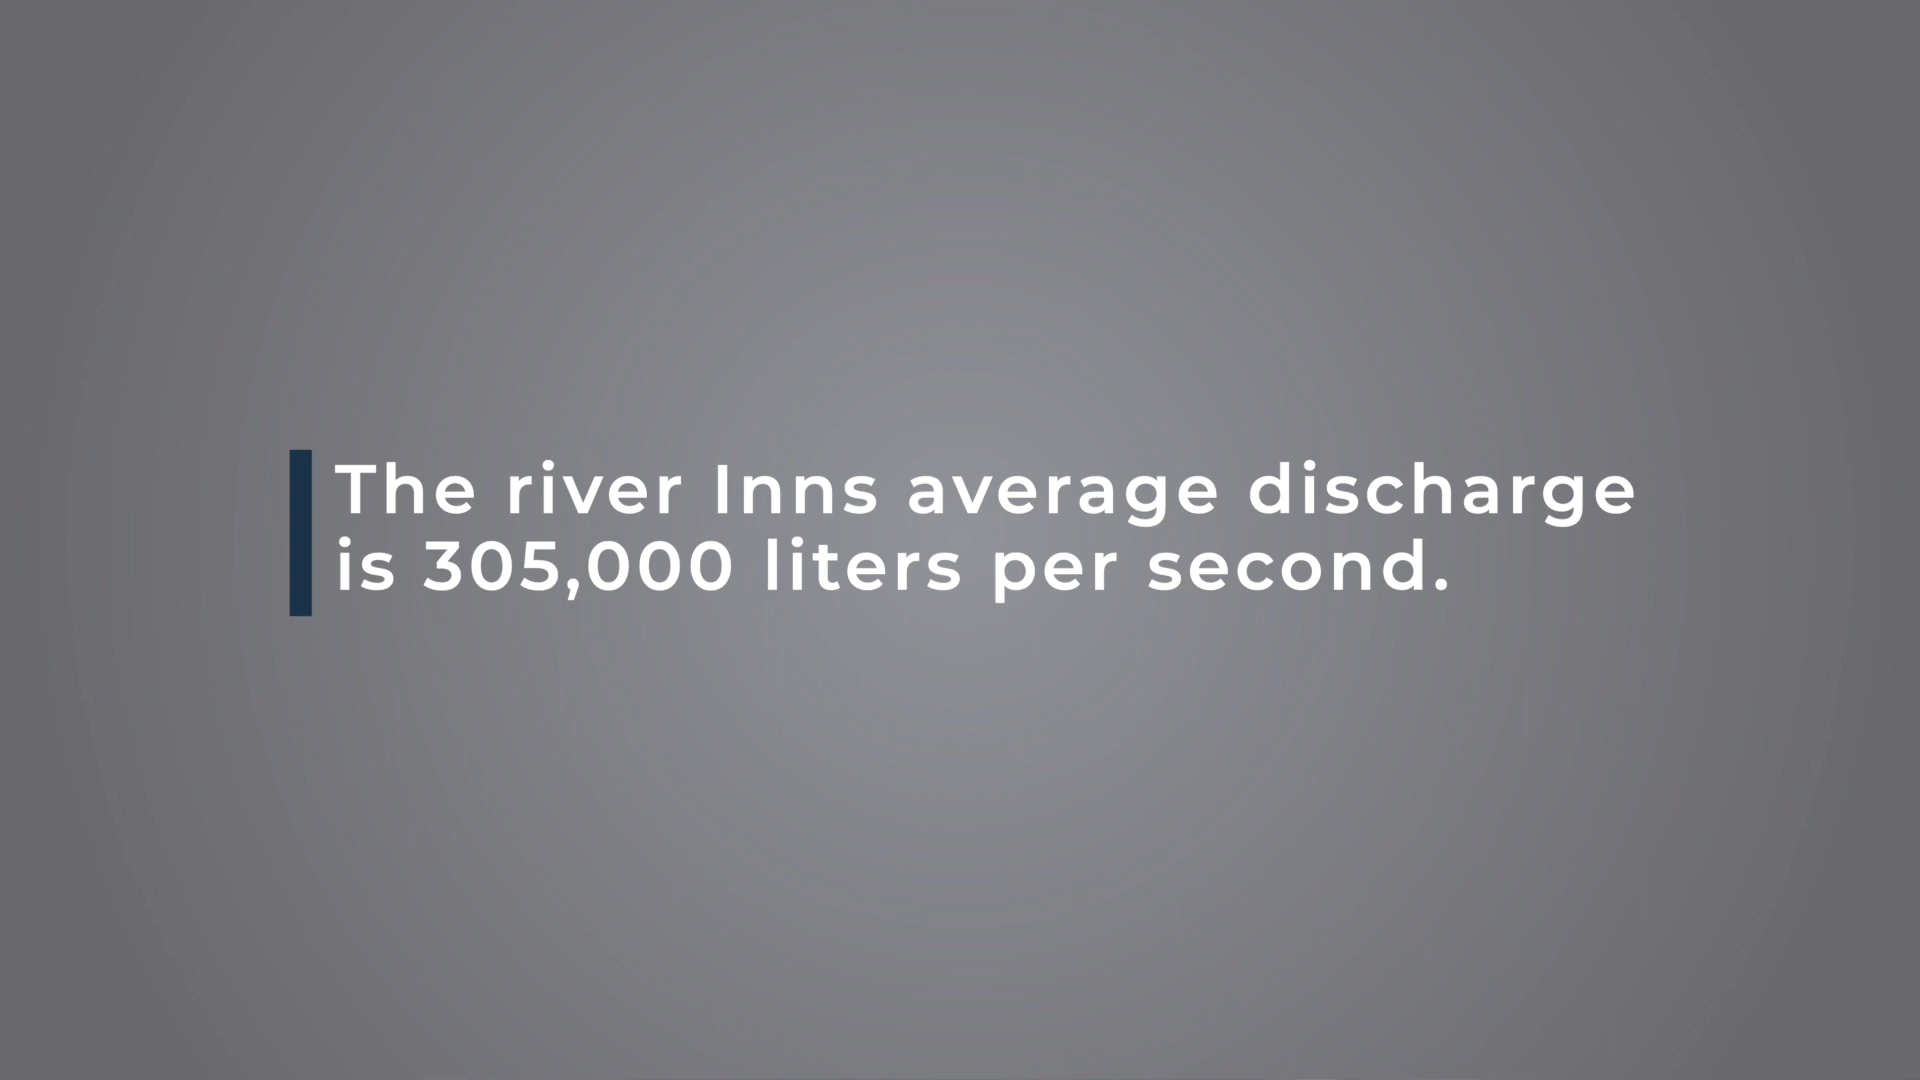 The river Inns average discharge
is 305,000 liters per second.